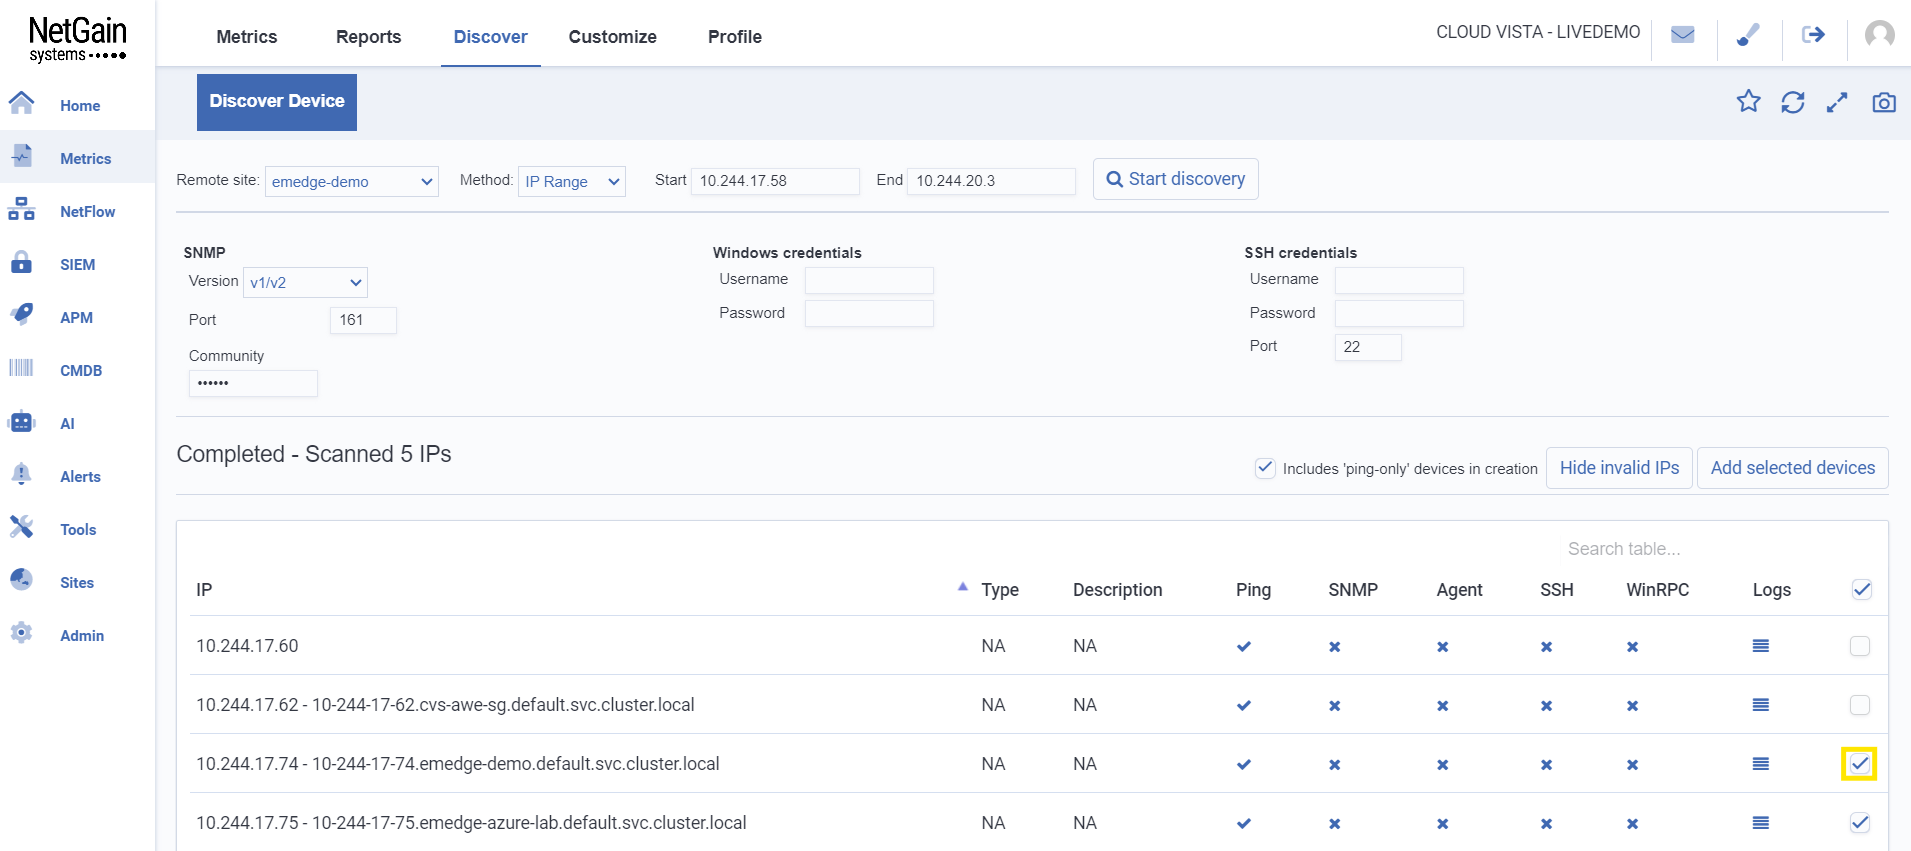 NetGain
systems
Metrics Reports Discover Customize Profile
CLOUD VISTA - LIVEDEMO
Home
Metrics
NetFlow
SIEM
APM
CMDB
AI
Alerts
Tools
Sites
Admin
Discover Device
Remote site: emedge-demo Method: IP Range Start 10.244.17.58 End 10.244.20.3 Start discovery
SNMP
Version v1/v2
Port 161
Community
••••••
Windows credentials
Username
Password
SSH credentials
Username
Password
Port 22
Completed - Scanned 5 IPs
Includes 'ping-only' devices in creation Hide invalid IPs Add selected devices
Search table...
IP Type Description Ping SNMP Agent SSH WinRPC Logs
10.244.17.60 NA NA
10.244.17.62 - 10-244-17-62.cvs-awe-sg.default.svc.cluster.local NA NA
10.244.17.74 - 10-244-17-74.emedge-demo.default.svc.cluster.local NA NA
10.244.17.75 - 10-244-17-75.emedge-azure-lab.default.svc.cluster.local NA NA